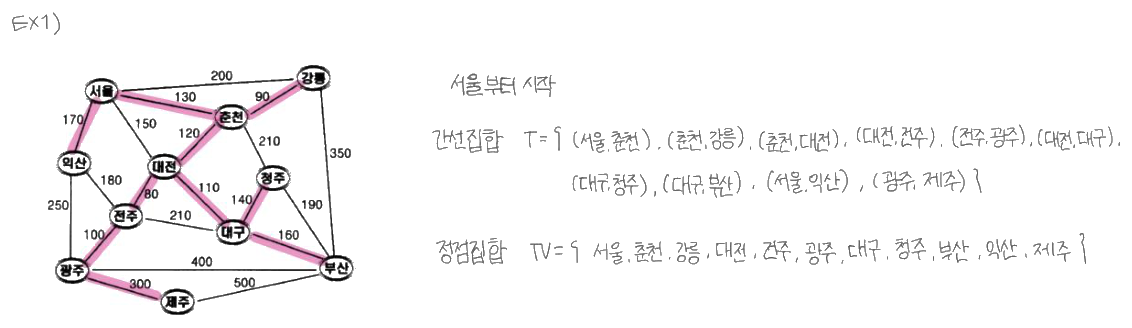 EX1)
200
강릉
서울
130
90
춘천
170
150
120
210
350
익산
대전
청주
180
110
80
140
250
190
전주
210
대구
100
160
광주
400
부산
300
500
제주
서울부터 시작
간선집합 T = { (서울,춘천), (춘천,강릉), (춘천,대전), (대전,전주), (전주,광주), (대전,대구),
(대구,청주), (대구,부산), (서울,익산), (광주,제주) }
정점집합 TV = { 서울, 춘천, 강릉, 대전, 전주, 광주, 대구, 청주, 부산, 익산, 제주 }